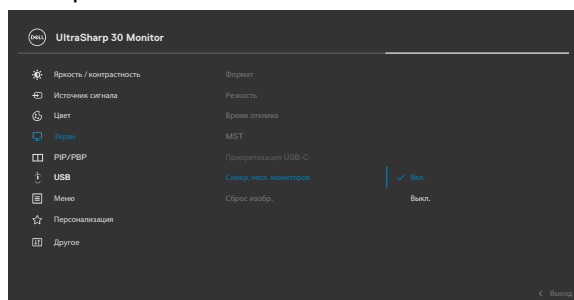 DELL UltraSharp 30 Monitor
Яркость / контрастность Формат
Источник сигнала Резкость
Цвет Время отклика
Экран MST
PIP/PBP Приоретизация USB-C
USB Синхр. неск. мониторов Вкл.
Меню Сброс изобр. Выкл.
Персонализация
Другое
Выход